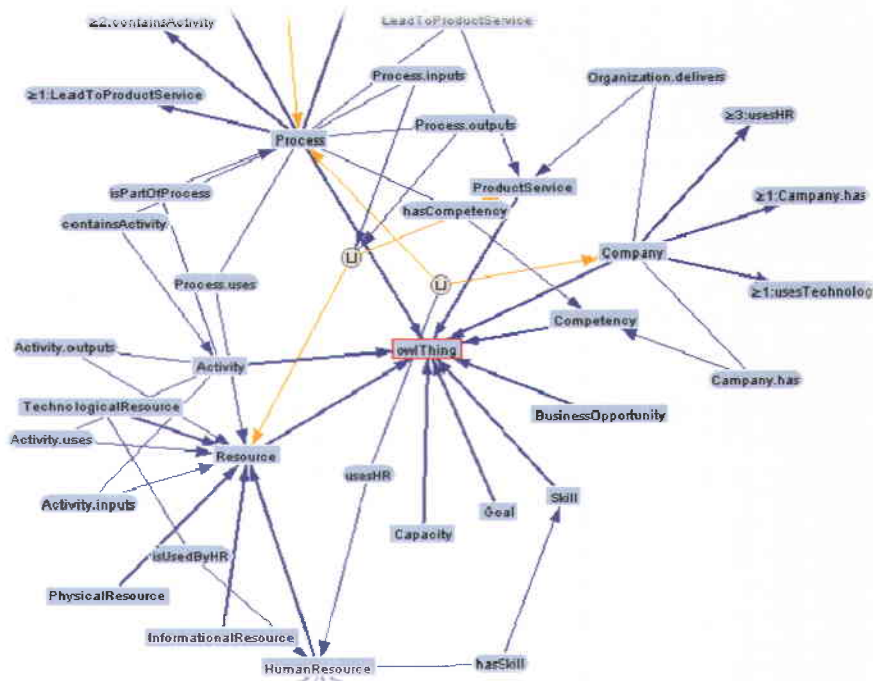 ≥2:containsActivity
LeadToProductService
≥1:LeadToProductService
Process.inputs
Organization.delivers
≥3:usesHR
Process.outputs
Process
isPartOfProcess
ProductService
≥1:Campany.has
containsActivity
hasCompetency
Company
Process.uses
⊔
⊔
≥1:usesTechnolog
Competency
Activity.outputs
Activity
owlThing
Campany.has
TechnologicalResource
BusinessOpportunity
Activity.uses
Resource
usesHR
Skill
Activity.inputs
Goal
Capacity
isUsedByHR
PhysicalResource
InformationalResource
HumanResource
hasSkill